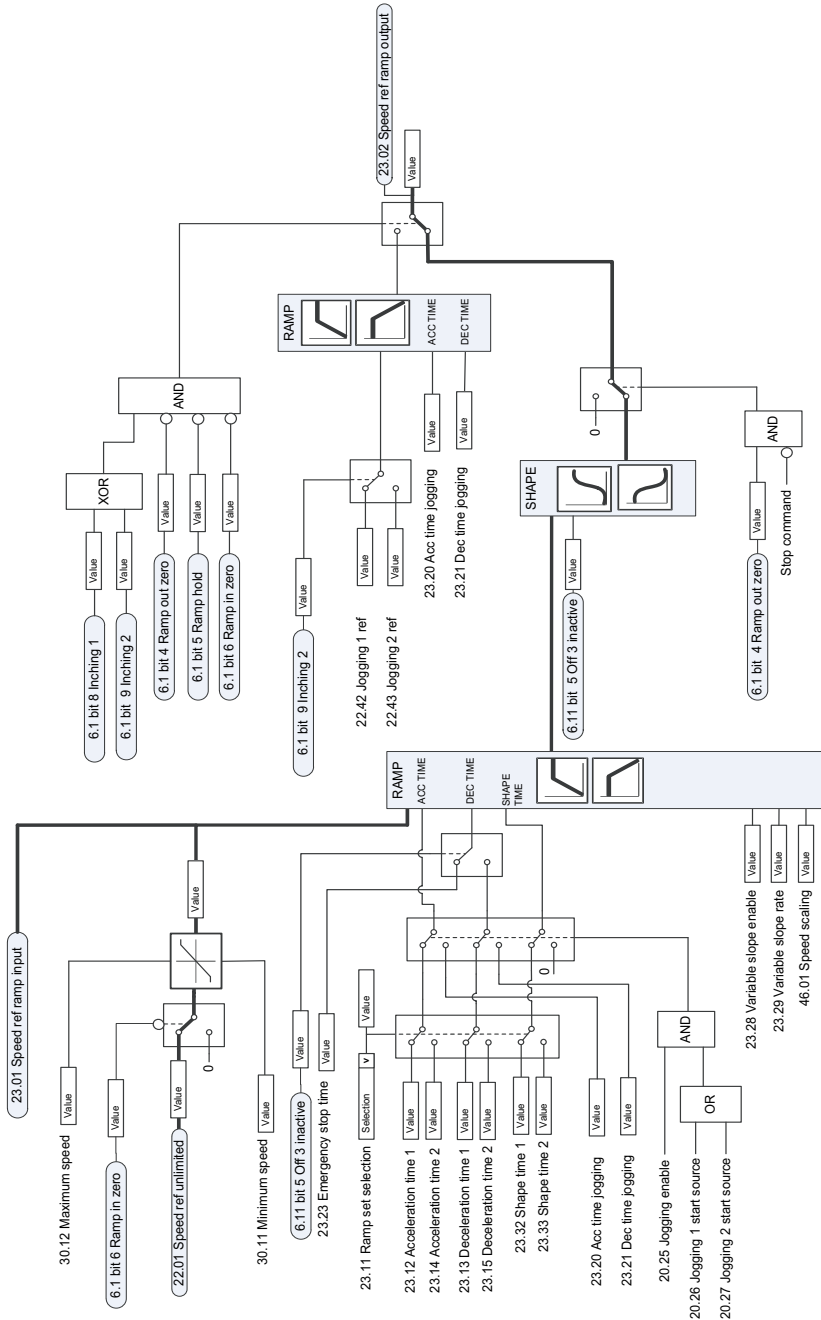 23.01 Speed ref ramp input
30.12 Maximum speed
Value
6.1 bit 6 Ramp in zero
Value
22.01 Speed ref unlimited
Value
0
Value
30.11 Minimum speed
Value
6.11 bit 5 Off 3 inactive
Value
23.23 Emergency stop time
Value
23.11 Ramp set selection
Selection
v
Value
23.12 Acceleration time 1
Value
23.14 Acceleration time 2
Value
23.13 Deceleration time 1
Value
23.15 Deceleration time 2
Value
23.32 Shape time 1
Value
23.33 Shape time 2
Value
0
23.20 Acc time jogging
Value
23.21 Dec time jogging
Value
20.25 Jogging enable
AND
20.26 Jogging 1 start source
20.27 Jogging 2 start source
OR
RAMP
ACC TIME
DEC TIME
SHAPE
TIME
23.28 Variable slope enable
Value
23.29 Variable slope rate
Value
46.01 Speed scaling
Value
6.1 bit 8 Inching 1
Value
6.1 bit 9 Inching 2
Value
XOR
6.1 bit 4 Ramp out zero
Value
6.1 bit 5 Ramp hold
Value
6.1 bit 6 Ramp in zero
Value
AND
6.1 bit 9 Inching 2
Value
22.42 Jogging 1 ref
Value
22.43 Jogging 2 ref
Value
23.20 Acc time jogging
Value
23.21 Dec time jogging
Value
RAMP
ACC TIME
DEC TIME
23.02 Speed ref ramp output
Value
SHAPE
6.11 bit 5 Off 3 inactive
Value
0
6.1 bit 4 Ramp out zero
Value
Stop command
AND